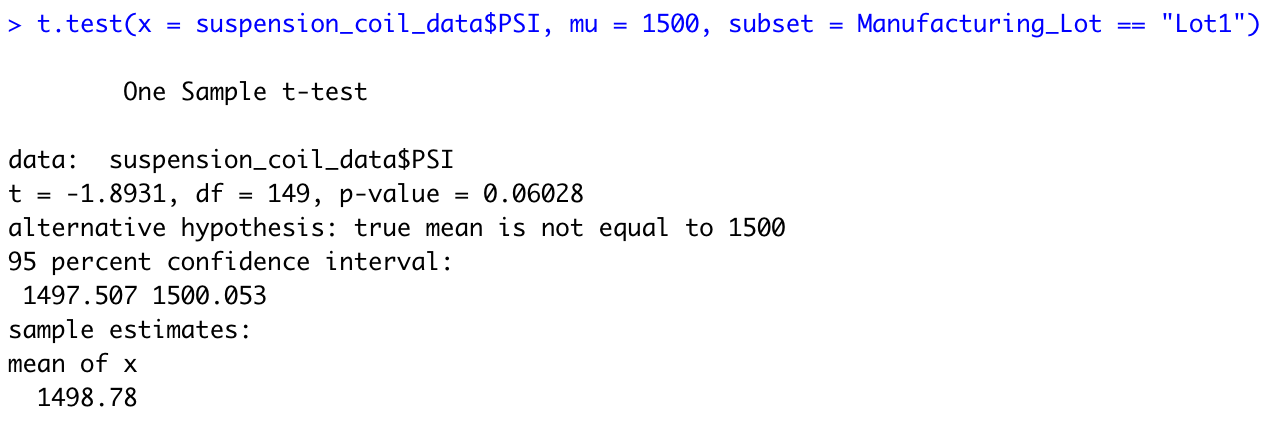 > t.test(x = suspension_coil_data$PSI, mu = 1500, subset = Manufacturing_Lot == "Lot1")
One Sample t-test
data:  suspension_coil_data$PSI
t = -1.8931, df = 149, p-value = 0.06028
alternative hypothesis: true mean is not equal to 1500
95 percent confidence interval:
1497.507 1500.053
sample estimates:
mean of x
1498.78